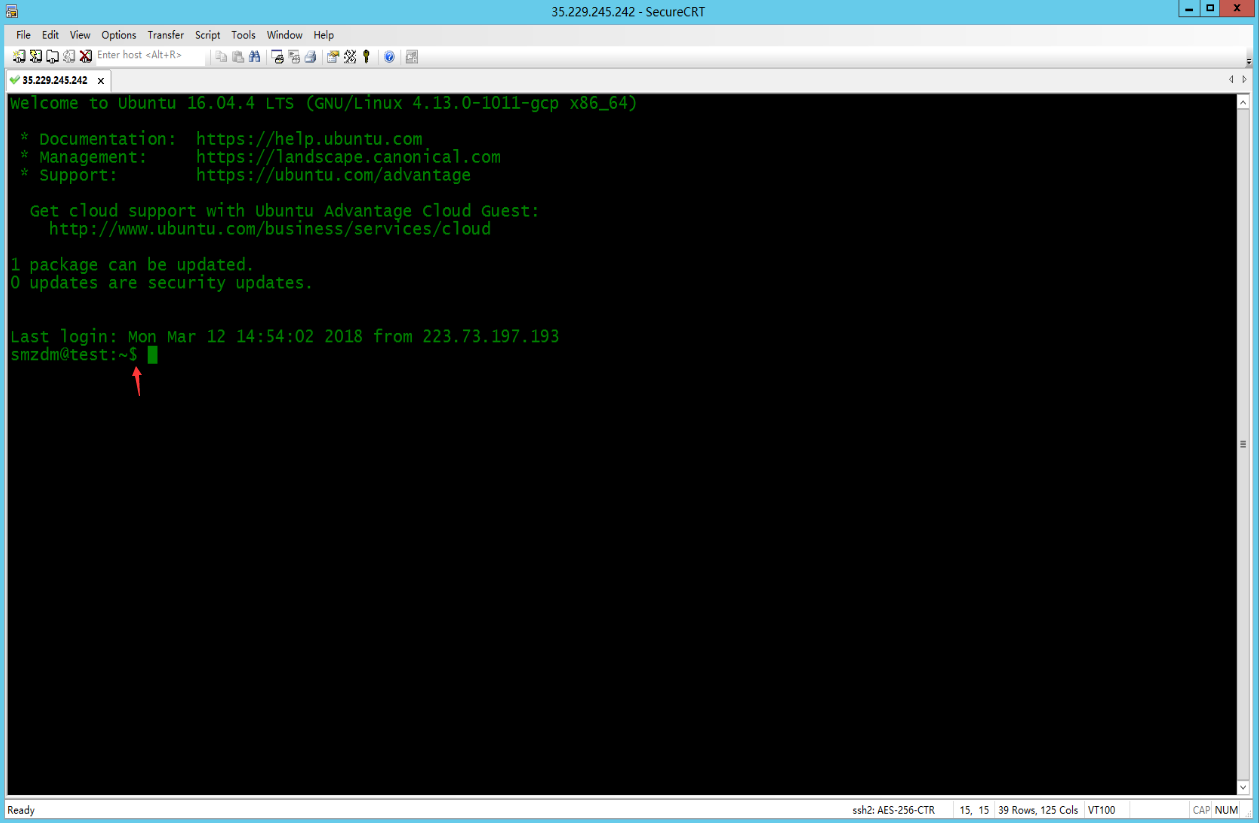 35.229.245.242 - SecureCRT
File Edit View Options Transfer Script Tools Window Help
Enter host <Alt+R>
35.229.245.242 x
Welcome to Ubuntu 16.04.4 LTS (GNU/Linux 4.13.0-1011-gcp x86_64)
* Documentation: https://help.ubuntu.com
* Management: https://landscape.canonical.com
* Support: https://ubuntu.com/advantage
Get cloud support with Ubuntu Advantage Cloud Guest:
http://www.ubuntu.com/business/services/cloud
1 package can be updated.
0 updates are security updates.
Last login: Mon Mar 12 14:54:02 2018 from 223.73.197.193
smzdm@test:~$
Ready ssh2: AES-256-CTR 15, 15 39 Rows, 125 Cols VT100 CAP NUM